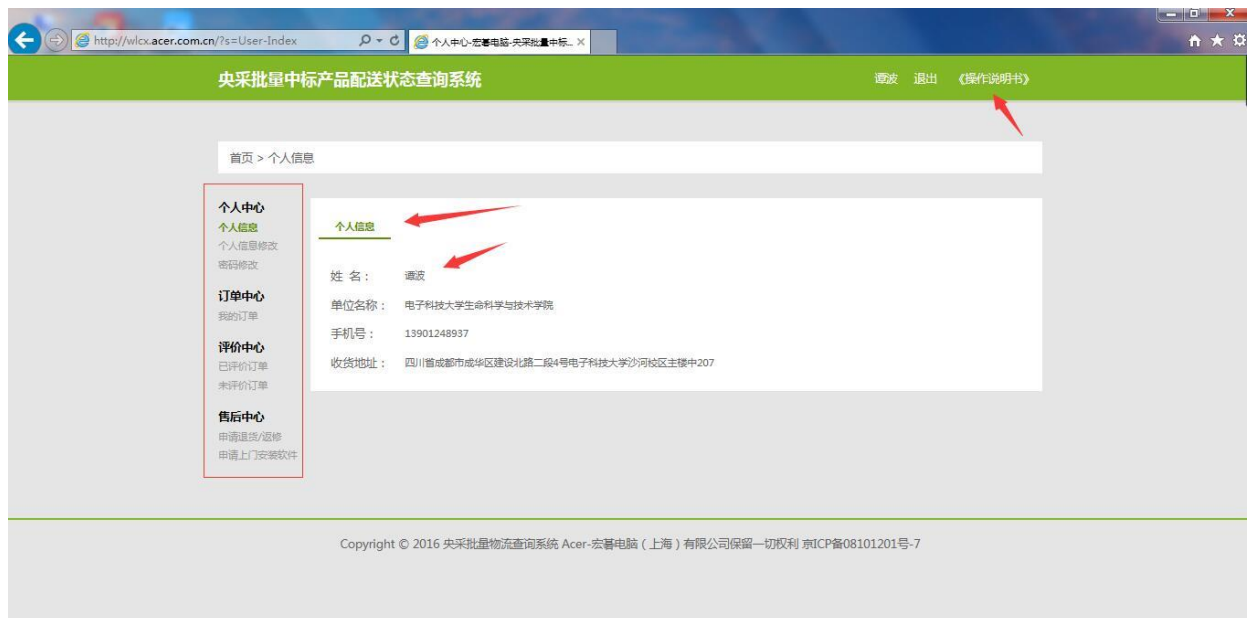 http://wlcx.acer.com.cn/?s=User-Index
个人中心-宏碁电脑-央采批量中标...
央采批量中标产品配送状态查询系统
谭波 退出 《操作说明书》
首页 > 个人信息
个人中心
个人信息
个人信息修改
密码修改
订单中心
我的订单
评价中心
已评价订单
未评价订单
售后中心
申请退货/返修
申请上门安装软件
个人信息
姓 名： 谭波
单位名称： 电子科技大学生命科学与技术学院
手机号： 13901248937
收货地址： 四川省成都市成华区建设北路二段4号电子科技大学沙河校区主楼中207
Copyright © 2016 央采批量物流查询系统 Acer-宏碁电脑（上海）有限公司保留一切权利 京ICP备08101201号-7